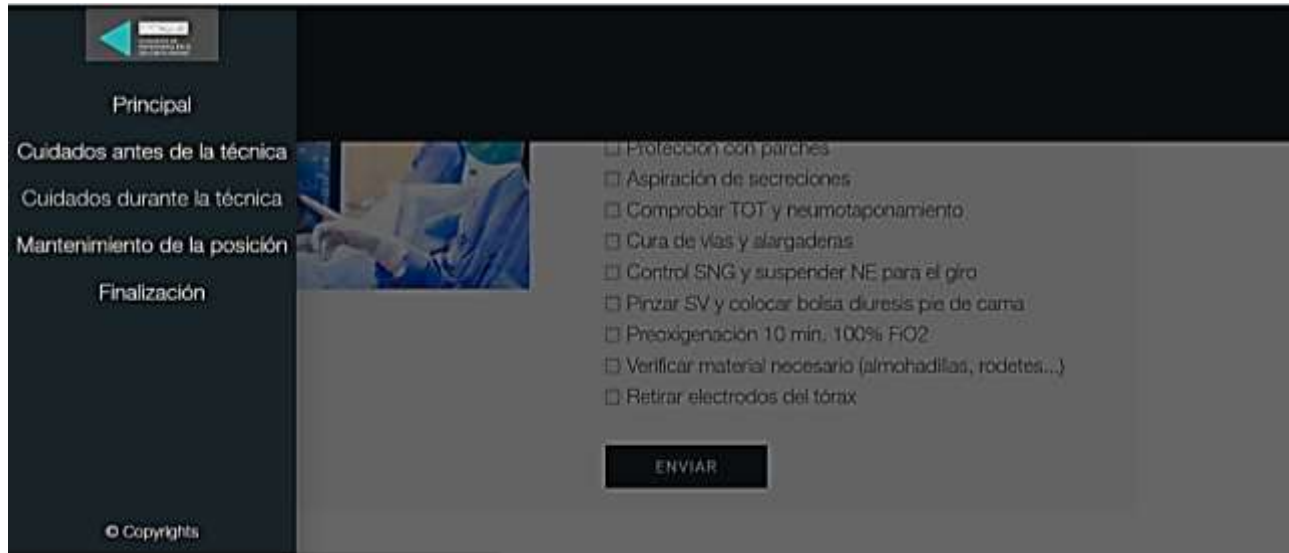 Principal
Cuidados antes de la técnica
Cuidados durante la técnica
Mantenimiento de la posición
Finalización
© Copyrights
□ Protección con parches
□ Aspiración de secreciones
□ Comprobar TOT y neumotaponamiento
□ Cura de vías y alargaderas
□ Control SNG y suspender NE para el giro
□ Pinzar SV y colocar bolsa diuresis pie de cama
□ Preoxigenación 10 min. 100% FiO2
□ Verificar material necesario (almohadillas, rodetes...)
□ Retirar electrodos del tórax
ENVIAR